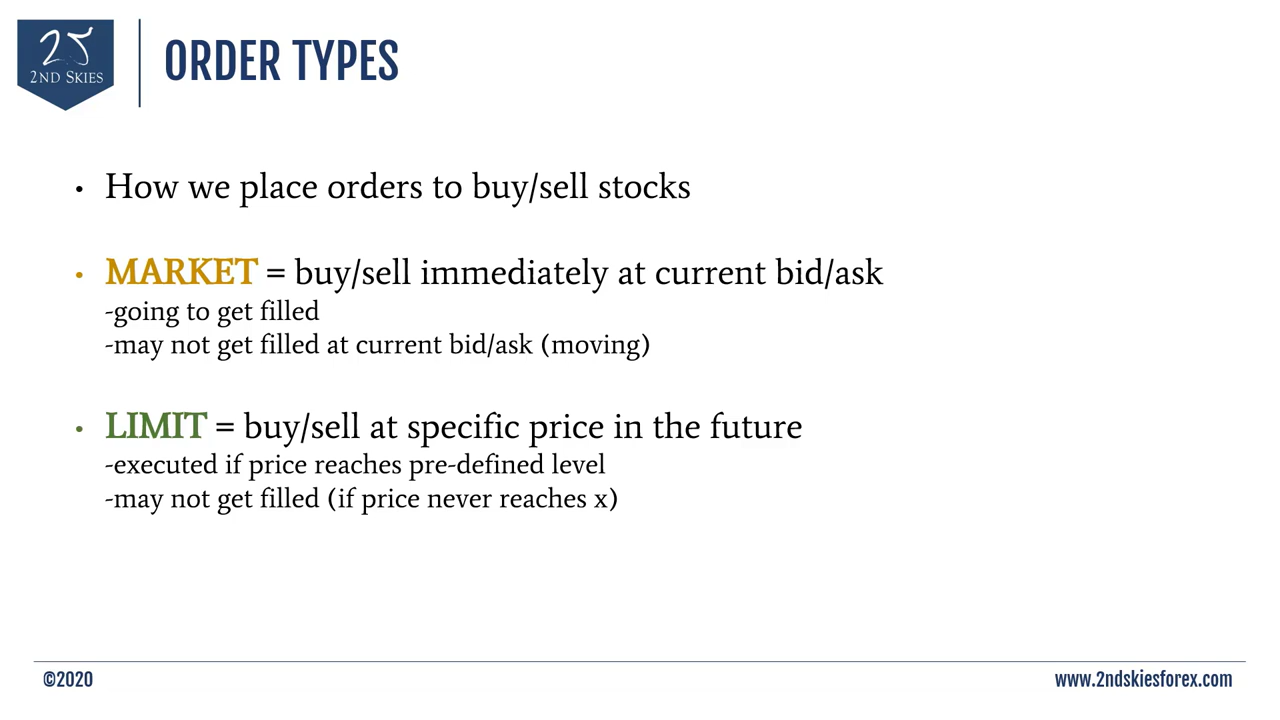 25
2ND SKIES
ORDER TYPES
• How we place orders to buy/sell stocks
• MARKET = buy/sell immediately at current bid/ask
-going to get filled
-may not get filled at current bid/ask (moving)
• LIMIT = buy/sell at specific price in the future
-executed if price reaches pre-defined level
-may not get filled (if price never reaches x)
©2020
www.2ndskiesforex.com